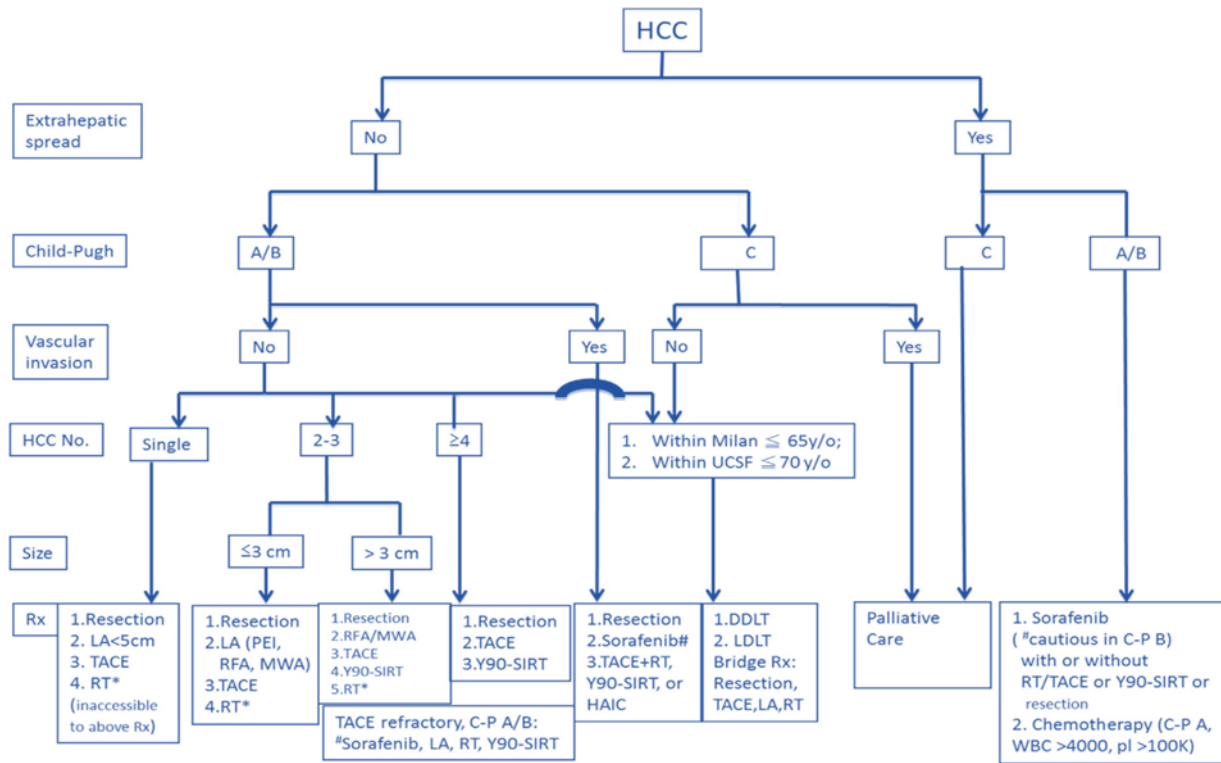 HCC
Extrahepatic
spread
No
Yes
Child-Pugh
A/B
C
C
A/B
Vascular
invasion
No
Yes
No
Yes
HCC No.
Single
2-3
≥4
1. Within Milan ≦ 65y/o;
2. Within UCSF ≦ 70 y/o
Size
≦3 cm
> 3 cm
Rx
1.Resection
2. LA<5cm
3. TACE
4. RT*
(inaccessible
to above Rx)
1.Resection
2.LA (PEI,
RFA, MWA)
3.TACE
4.RT*
1.Resection
2.RFA/MWA
3.TACE
4.Y90-SIRT
5.RT*
1.Resection
2.TACE
3.Y90-SIRT
TACE refractory, C-P A/B:
#Sorafenib, LA, RT, Y90-SIRT
1.Resection
2.Sorafenib#
3.TACE+RT,
Y90-SIRT, or
HAIC
1.DDLT
2. LDLT
Bridge Rx:
Resection,
TACE,LA,RT
Palliative
Care
1. Sorafenib
( #cautious in C-P B)
with or without
RT/TACE or Y90-SIRT or
resection
2. Chemotherapy (C-P A,
WBC >4000, pl >100K)